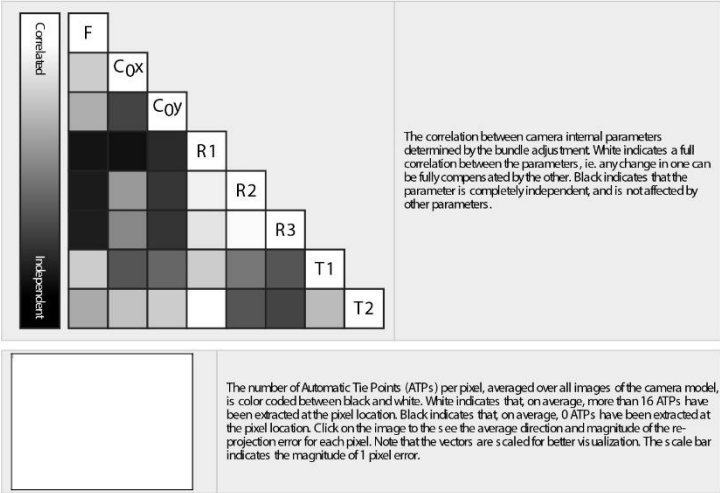 Correlated
Independent
F
C0x
C0y
R1
R2
R3
T1
T2
The correlation between camera internal parameters
determined by the bundle adjustment. White indicates a full
correlation between the parameters, ie. any change in one can
be fully compensated by the other. Black indicates that the
parameter is completely independent, and is not affected by
other parameters.
The number of Automatic Tie Points (ATPs) per pixel, averaged over all images of the camera model,
is color coded between black and white. White indicates that, on average, more than 16 ATPs have
been extracted at the pixel location. Black indicates that, on average, 0 ATPs have been extracted at
the pixel location. Click on the image to the see the average direction and magnitude of the re-
projection error for each pixel. Note that the vectors are scaled for better visualization. The scale bar
indicates the magnitude of 1 pixel error.